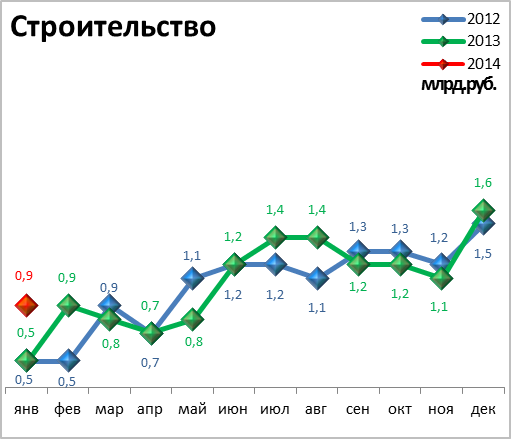 Строительство
2012
2013
2014
млрд.руб.
1,6
1,4 1,4
1,3 1,3
1,2 1,2
1,1
1,5
1,2 1,2 1,1 1,2 1,2 1,1
0,9 0,9 0,9
0,7
0,5 0,8 0,8
0,7
0,5 0,5
янв фев мар апр май июн июл авг сен окт ноя дек